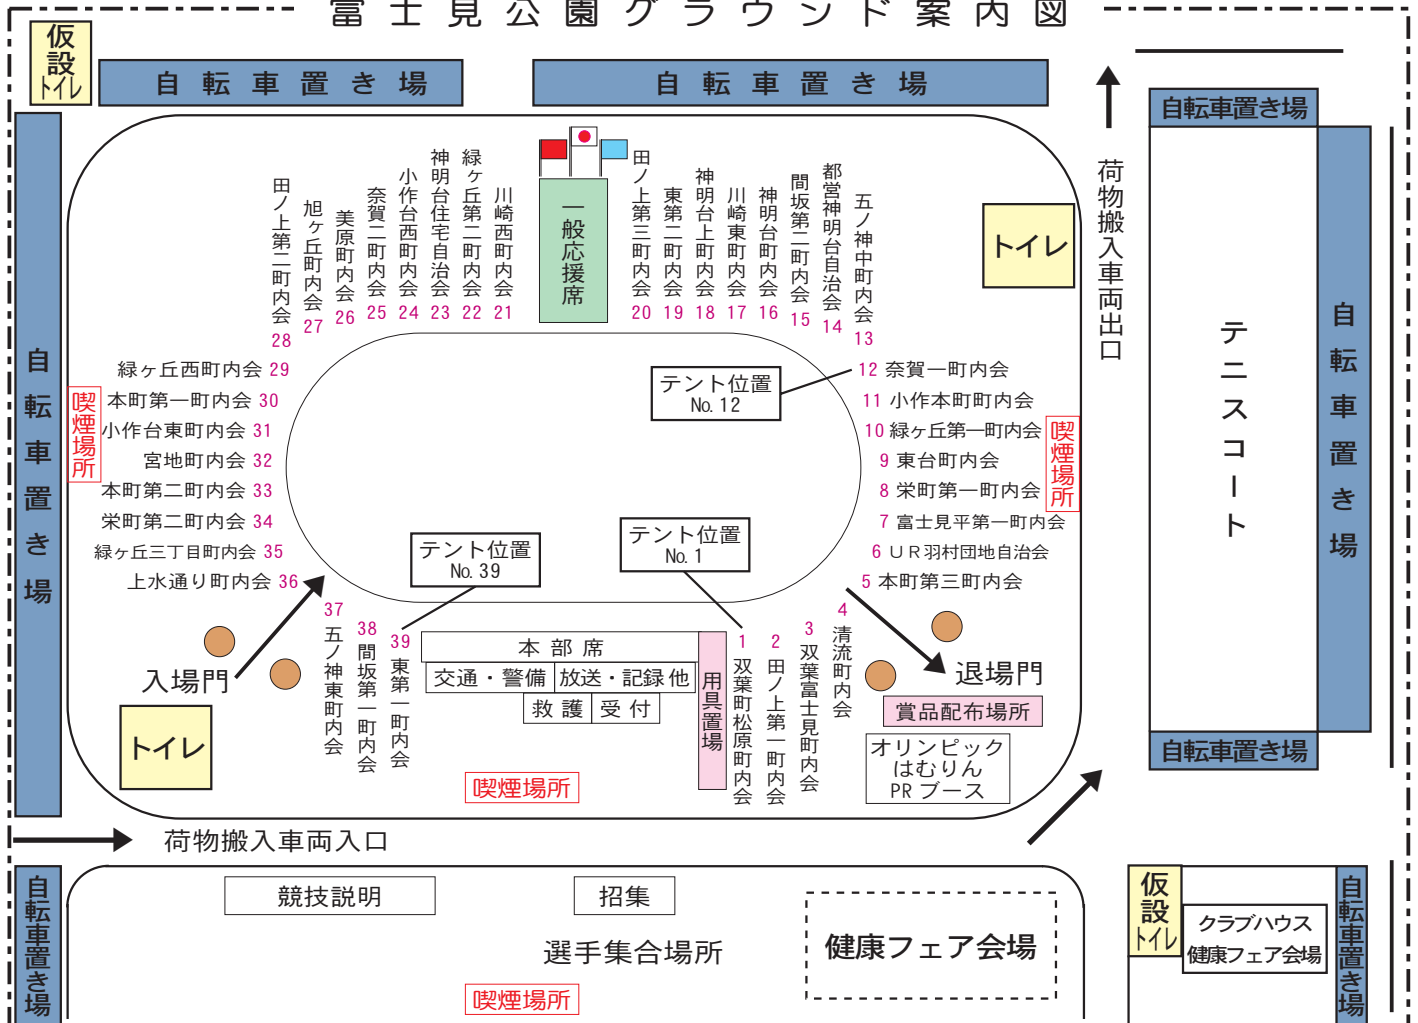 富士見公園グラウンド案内図
仮設トイレ
自転車置き場
自転車置き場
自転車置き場
自転車置き場
自転車置き場
自転車置き場
荷物搬入車両出口
テニスコート
トイレ
一般応援席
田ノ上第二町内会 28
旭ヶ丘町内会 27
美原町内会 26
奈賀二町内会 25
小作台西町内会 24
神明台住宅自治会 23
緑ヶ丘第二町内会 22
川崎西町内会 21
田ノ上第三町内会 20
東第二町内会 19
神明台上町内会 18
川崎東町内会 17
神明台町内会 16
間坂第二町内会 15
都営神明台自治会 14
五ノ神中町内会 13
緑ヶ丘西町内会 29
本町第一町内会 30
小作台東町内会 31
宮地町内会 32
本町第二町内会 33
栄町第二町内会 34
緑ヶ丘三丁目町内会 35
上水通り町内会 36
喫煙場所
テント位置
No. 12
12 奈賀一町内会
11 小作本町町内会
10 緑ヶ丘第一町内会
9 東台町内会
8 栄町第一町内会
7 富士見平第一町内会
6 UR羽村団地自治会
5 本町第三町内会
喫煙場所
テント位置
No. 39
テント位置
No. 1
37 五ノ神東町内会
38 間坂第一町内会
39 東第一町内会
本部席
交通・警備
放送・記録他
救護
受付
用具置場
1 双葉町松原町内会
2 田ノ上第一町内会
3 双葉富士見町内会
4 清流町内会
入場門
退場門
トイレ
賞品配布場所
オリンピック
はむりん
PR ブース
喫煙場所
荷物搬入車両入口
自転車置き場
競技説明
招集
選手集合場所
喫煙場所
健康フェア会場
仮設トイレ
クラブハウス
健康フェア会場
自転車置き場